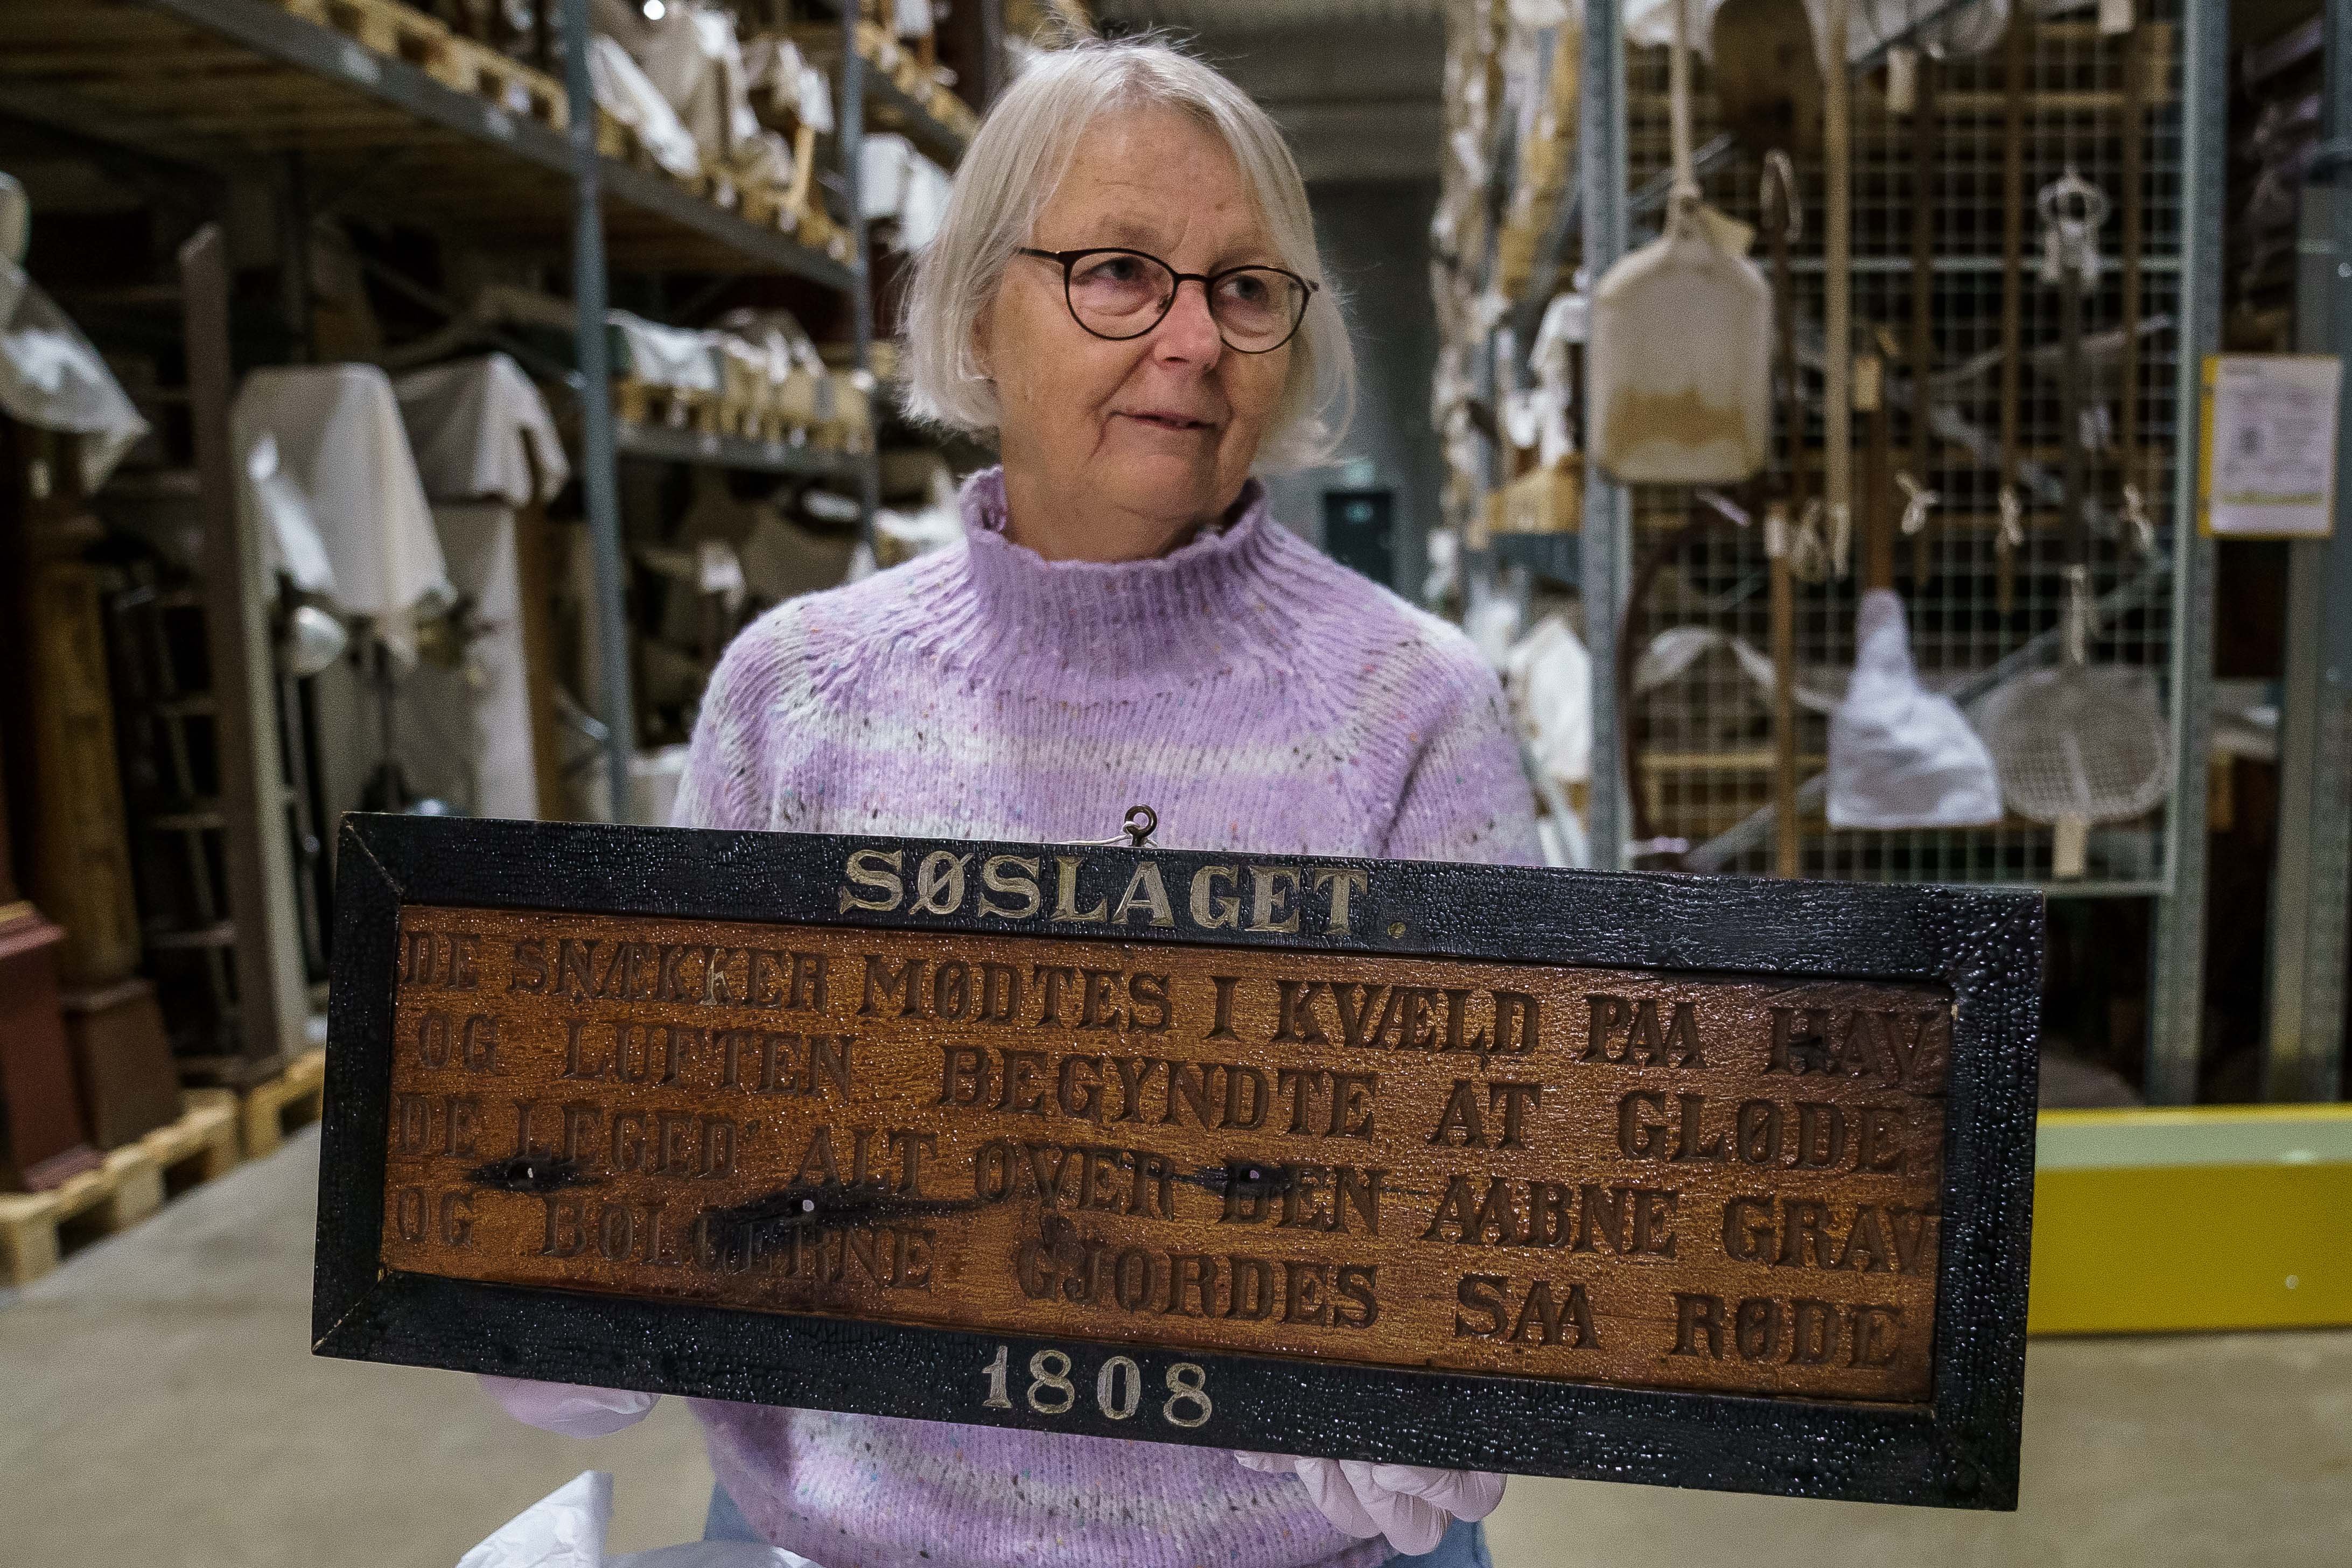 SØSLAGET.
DE SNÆKKER MØDTES I KVÆLD PAA HAV
OG LUFTEN BEGYNDTE AT GLØDE
DE LEGED' ALT OVER DEN AABNE GRAV
OG BØLGERNE GJORDES SAA RØDE
1808